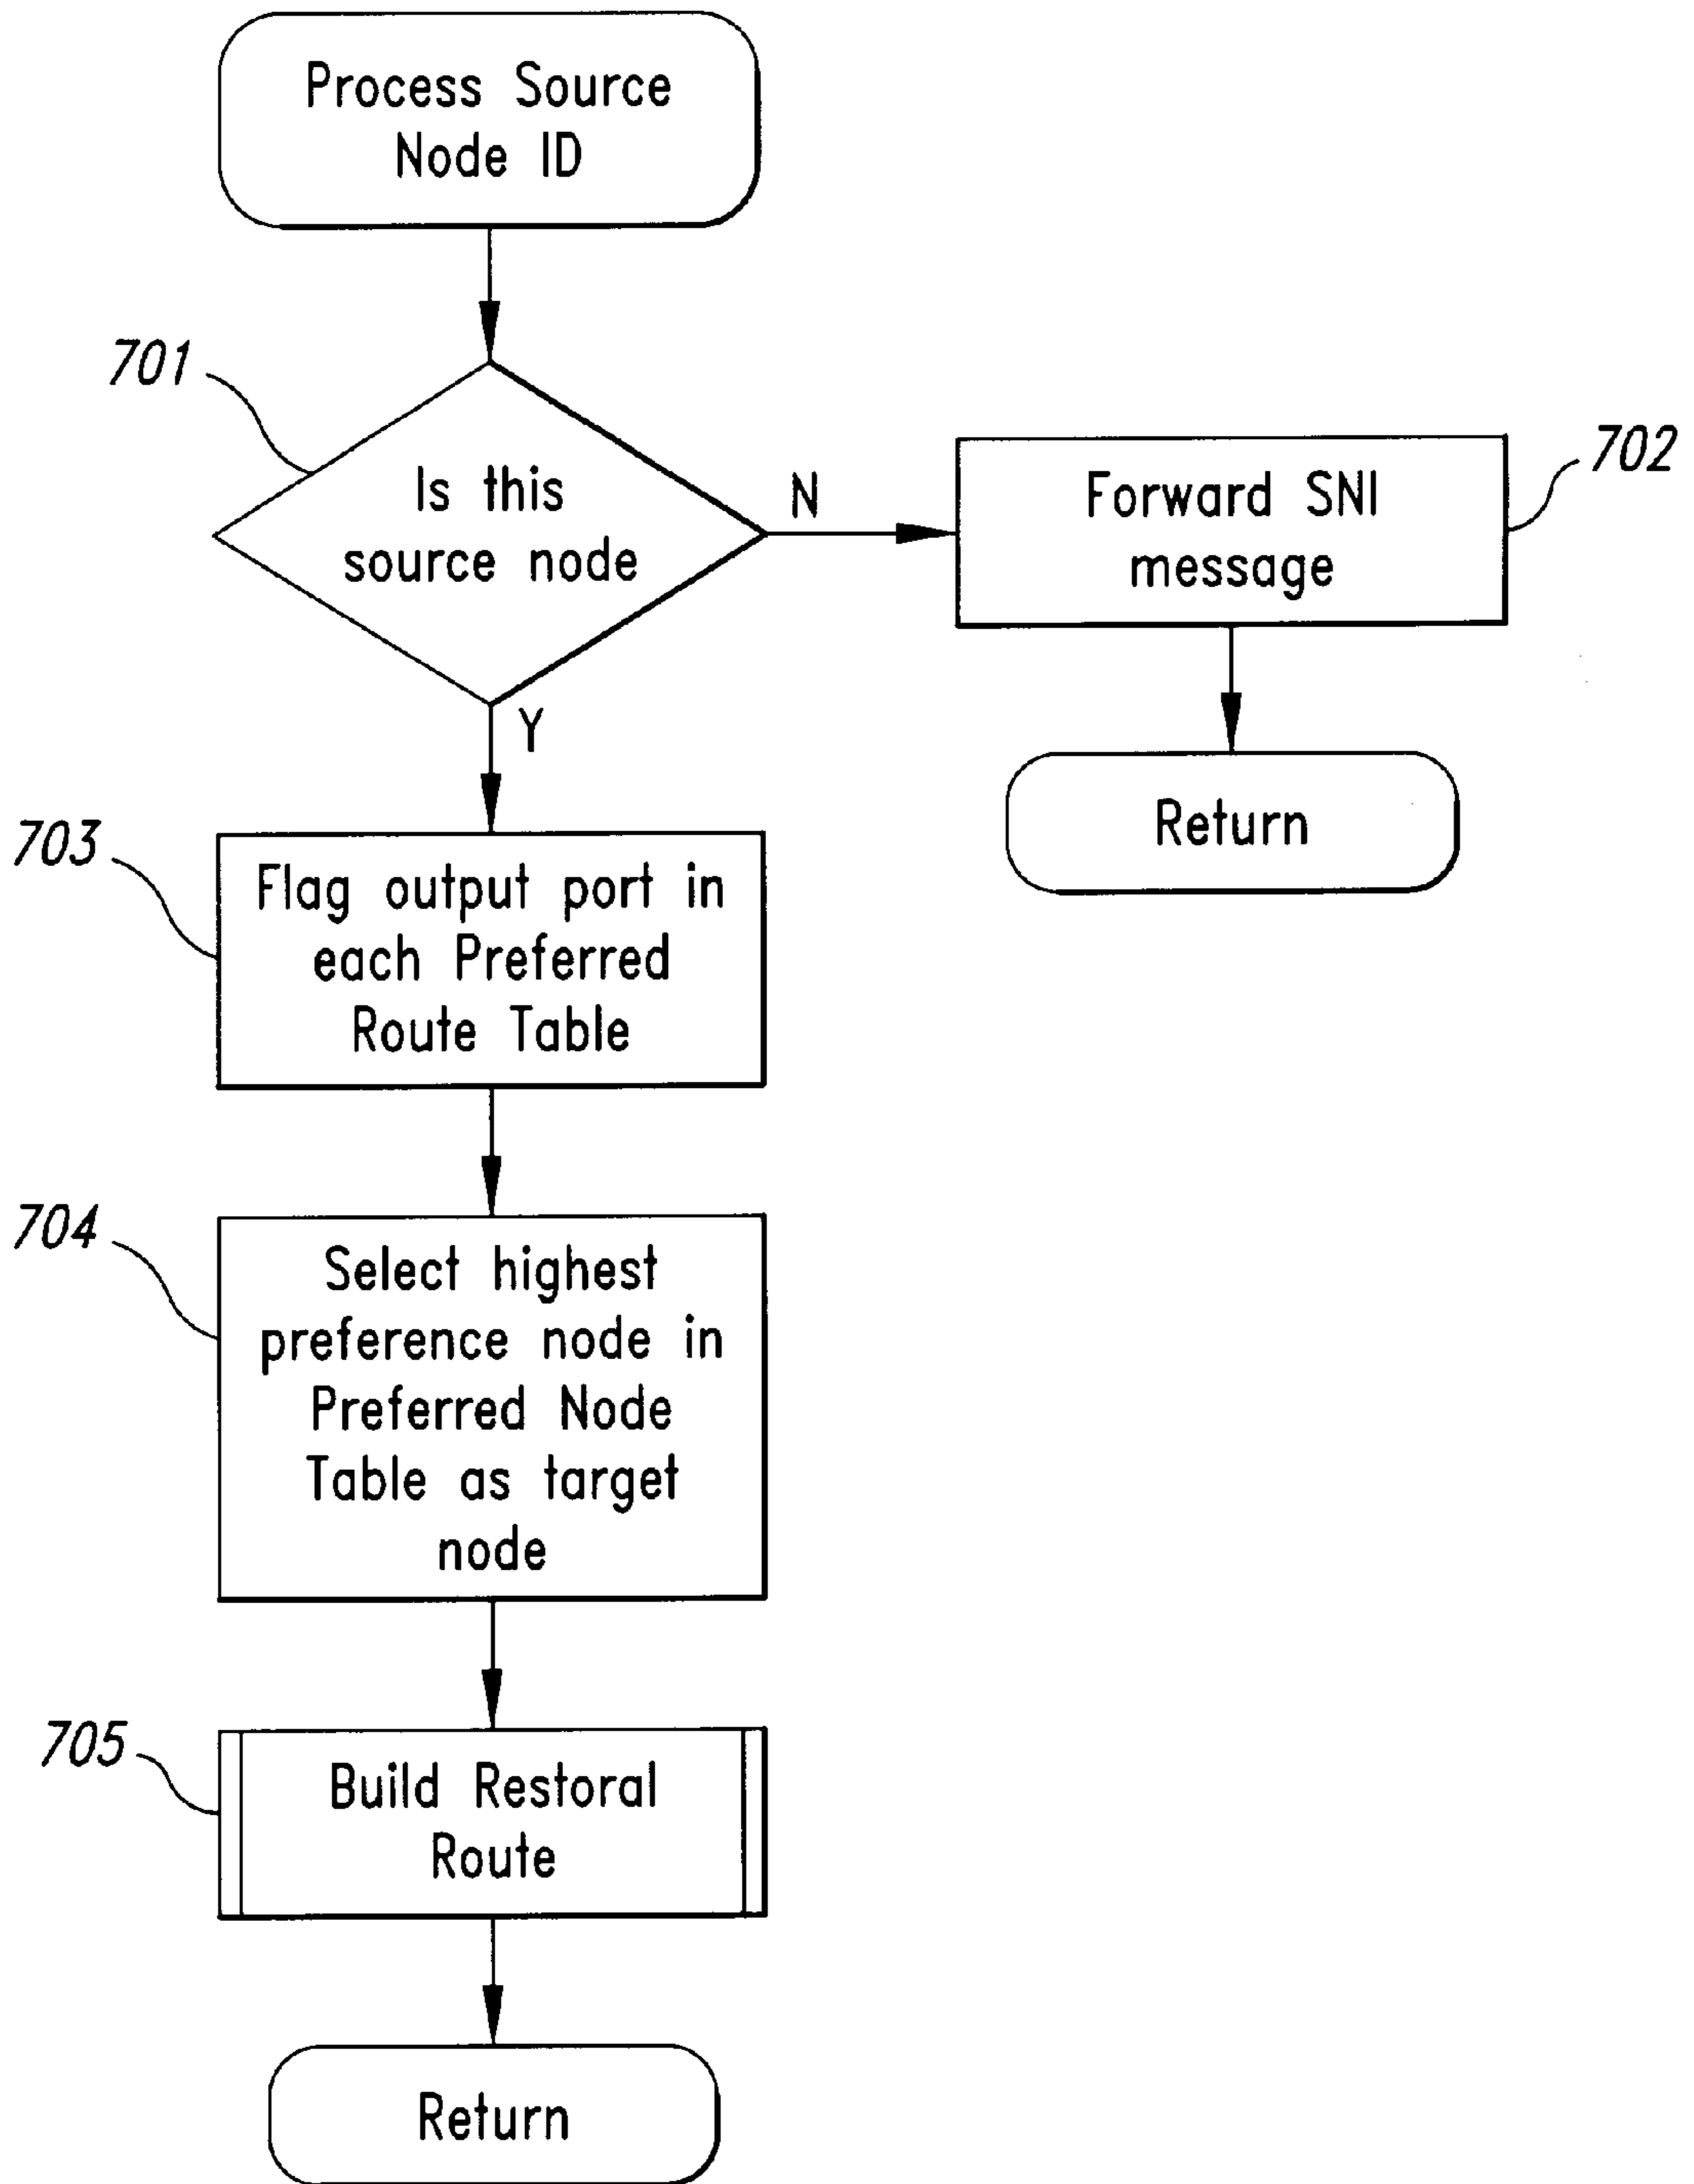 Process Source
Node ID
701
Is this
source node
N
Forward SNI
message
702
Y
Return
703
Flag output port in
each Preferred
Route Table
704
Select highest
preference node in
Preferred Node
Table as target
node
705
Build Restoral
Route
Return